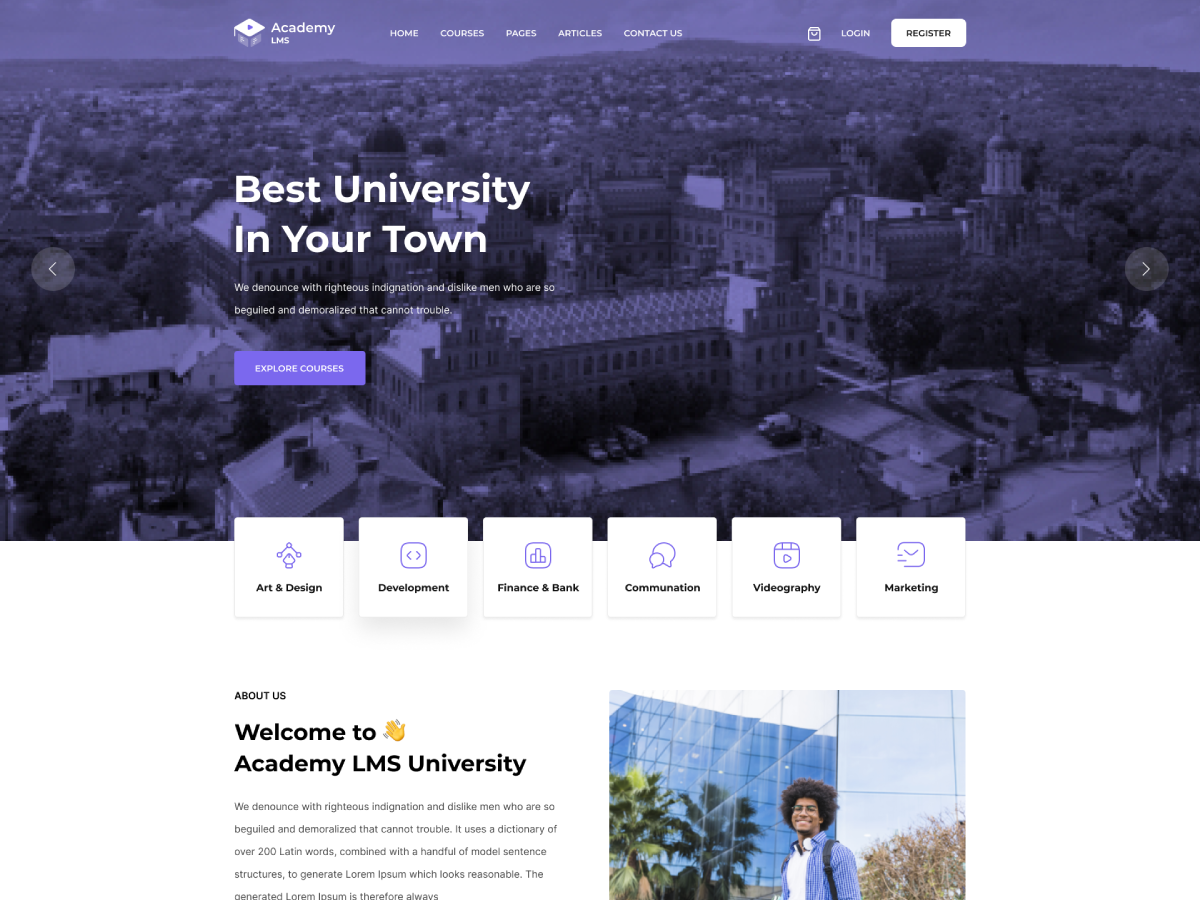 Academy
LMS
HOME
COURSES
PAGES
ARTICLES
CONTACT US
LOGIN
REGISTER
Best University
In Your Town
We denounce with righteous indignation and dislike men who are so
beguiled and demoralized that cannot trouble.
EXPLORE COURSES
Art & Design
Development
Finance & Bank
Communation
Videography
Marketing
ABOUT US
Welcome to 👋
Academy LMS University
We denounce with righteous indignation and dislike men who are so
beguiled and demoralized that cannot trouble. It uses a dictionary of
over 200 Latin words, combined with a handful of model sentence
structures, to generate Lorem Ipsum which looks reasonable. The
generated Lorem Ipsum is therefore always